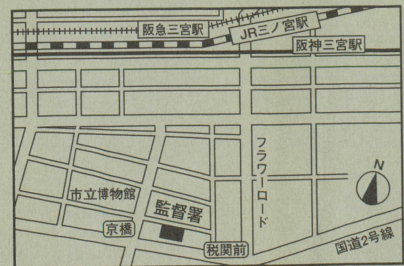 阪急三宮駅
JR三ノ宮駅
阪神三宮駅
フラワーロード
N
市立博物館
監督署
京橋
税関前
国道2号線